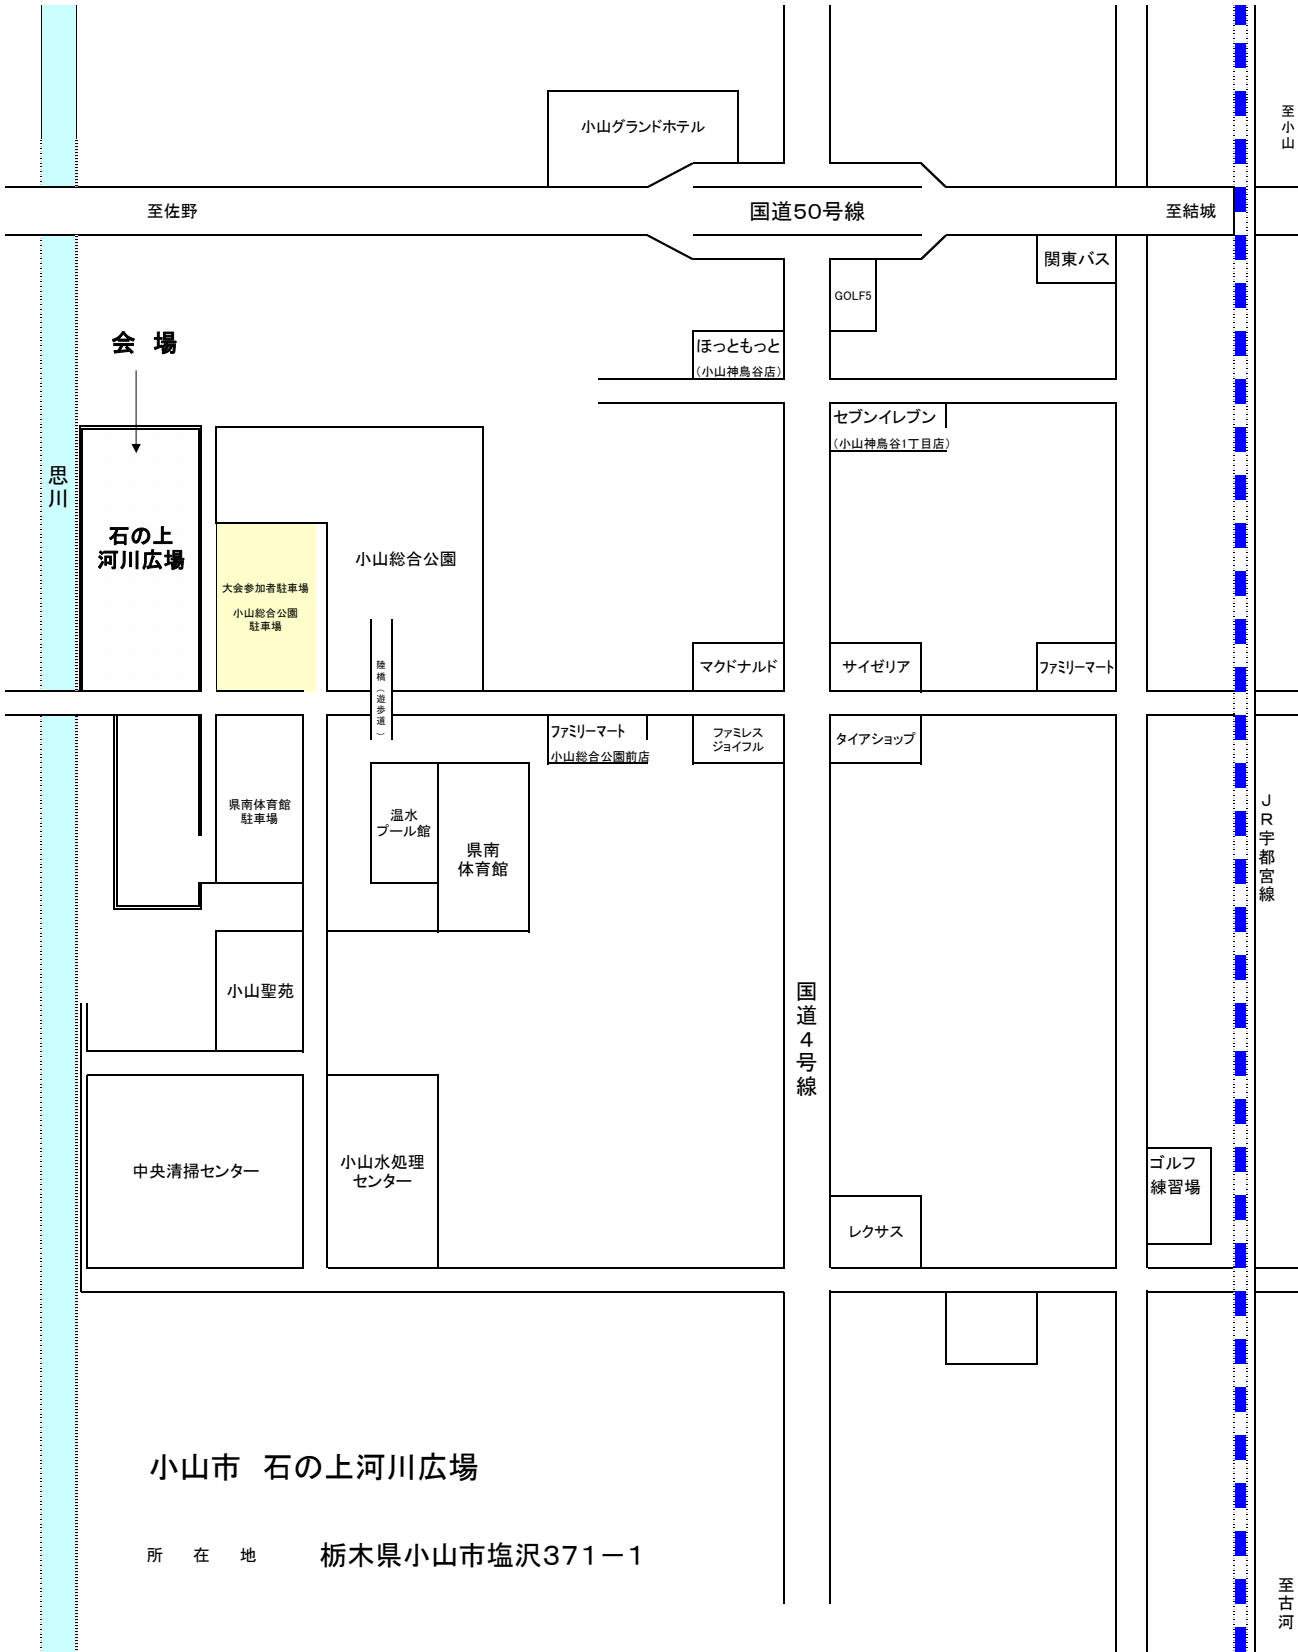 小山グランドホテル
至小山
至佐野
国道50号線
至結城
関東バス
GOLF5
会　場
ほっともっと
（小山神鳥谷店）
セブンイレブン
（小山神鳥谷1丁目店）
思川
石の上
河川広場
小山総合公園
大会参加者駐車場
小山総合公園
駐車場
陸橋（遊歩道）
マクドナルド
サイゼリア
ファミリーマート
ファミリーマート
小山総合公園前店
ファミレス
ジョイフル
タイアショップ
県南体育館
駐車場
温水
プール館
県南
体育館
ＪＲ宇都宮線
小山聖苑
国道４号線
中央清掃センター
小山水処理
センター
ゴルフ
練習場
レクサス
小山市　石の上河川広場
所　在　地　　栃木県小山市塩沢371－1
至古河